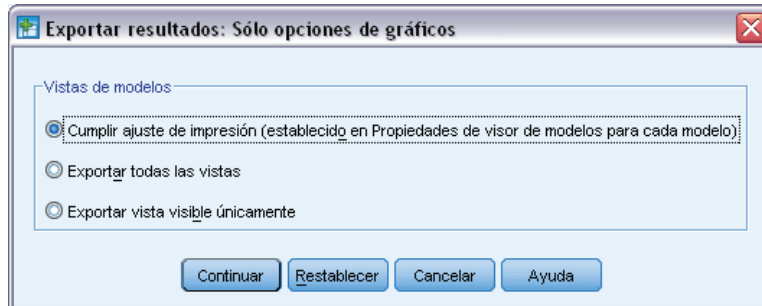 Exportar resultados: Sólo opciones de gráficos
Vistas de modelos
Cumplir ajuste de impresión (establecido en Propiedades de visor de modelos para cada modelo)
Exportar todas las vistas
Exportar vista visible únicamente
Continuar Restablecer Cancelar Ayuda